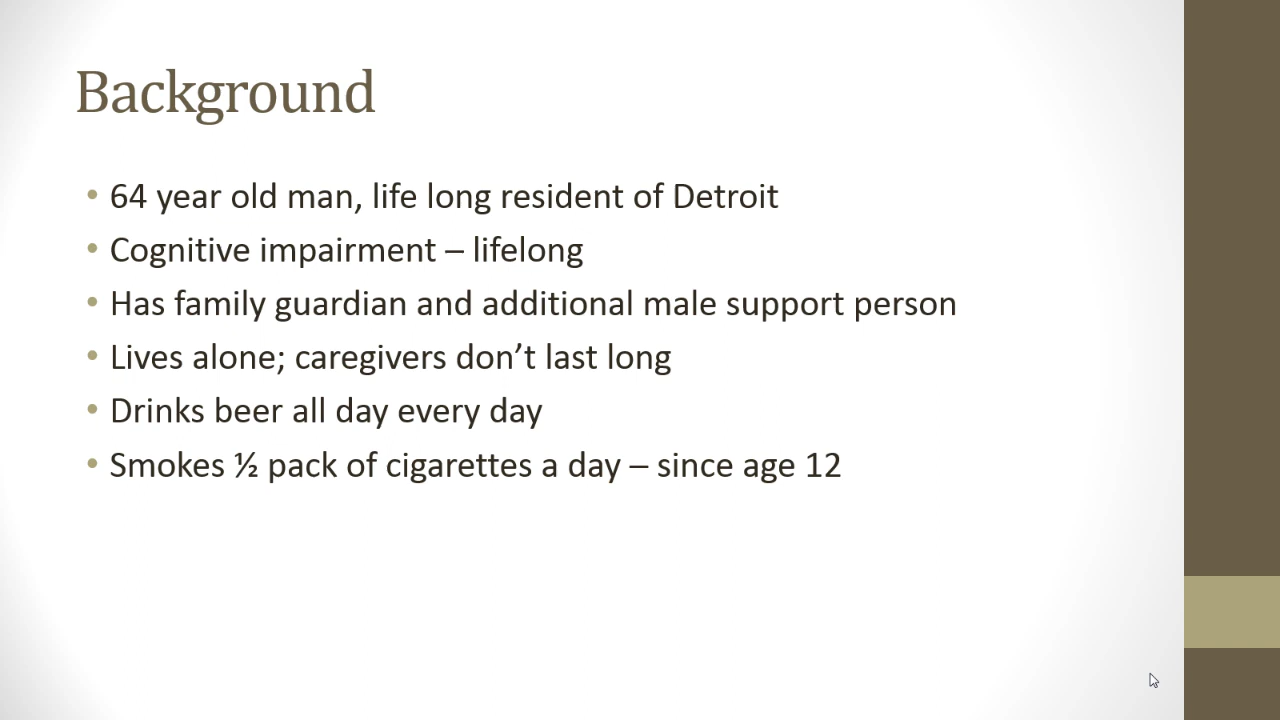 Background
• 64 year old man, life long resident of Detroit
• Cognitive impairment – lifelong
• Has family guardian and additional male support person
• Lives alone; caregivers don’t last long
• Drinks beer all day every day
• Smokes ½ pack of cigarettes a day – since age 12